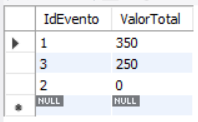 IdEvento ValorTotal
1 350
3 250
2 0
NULL NULL